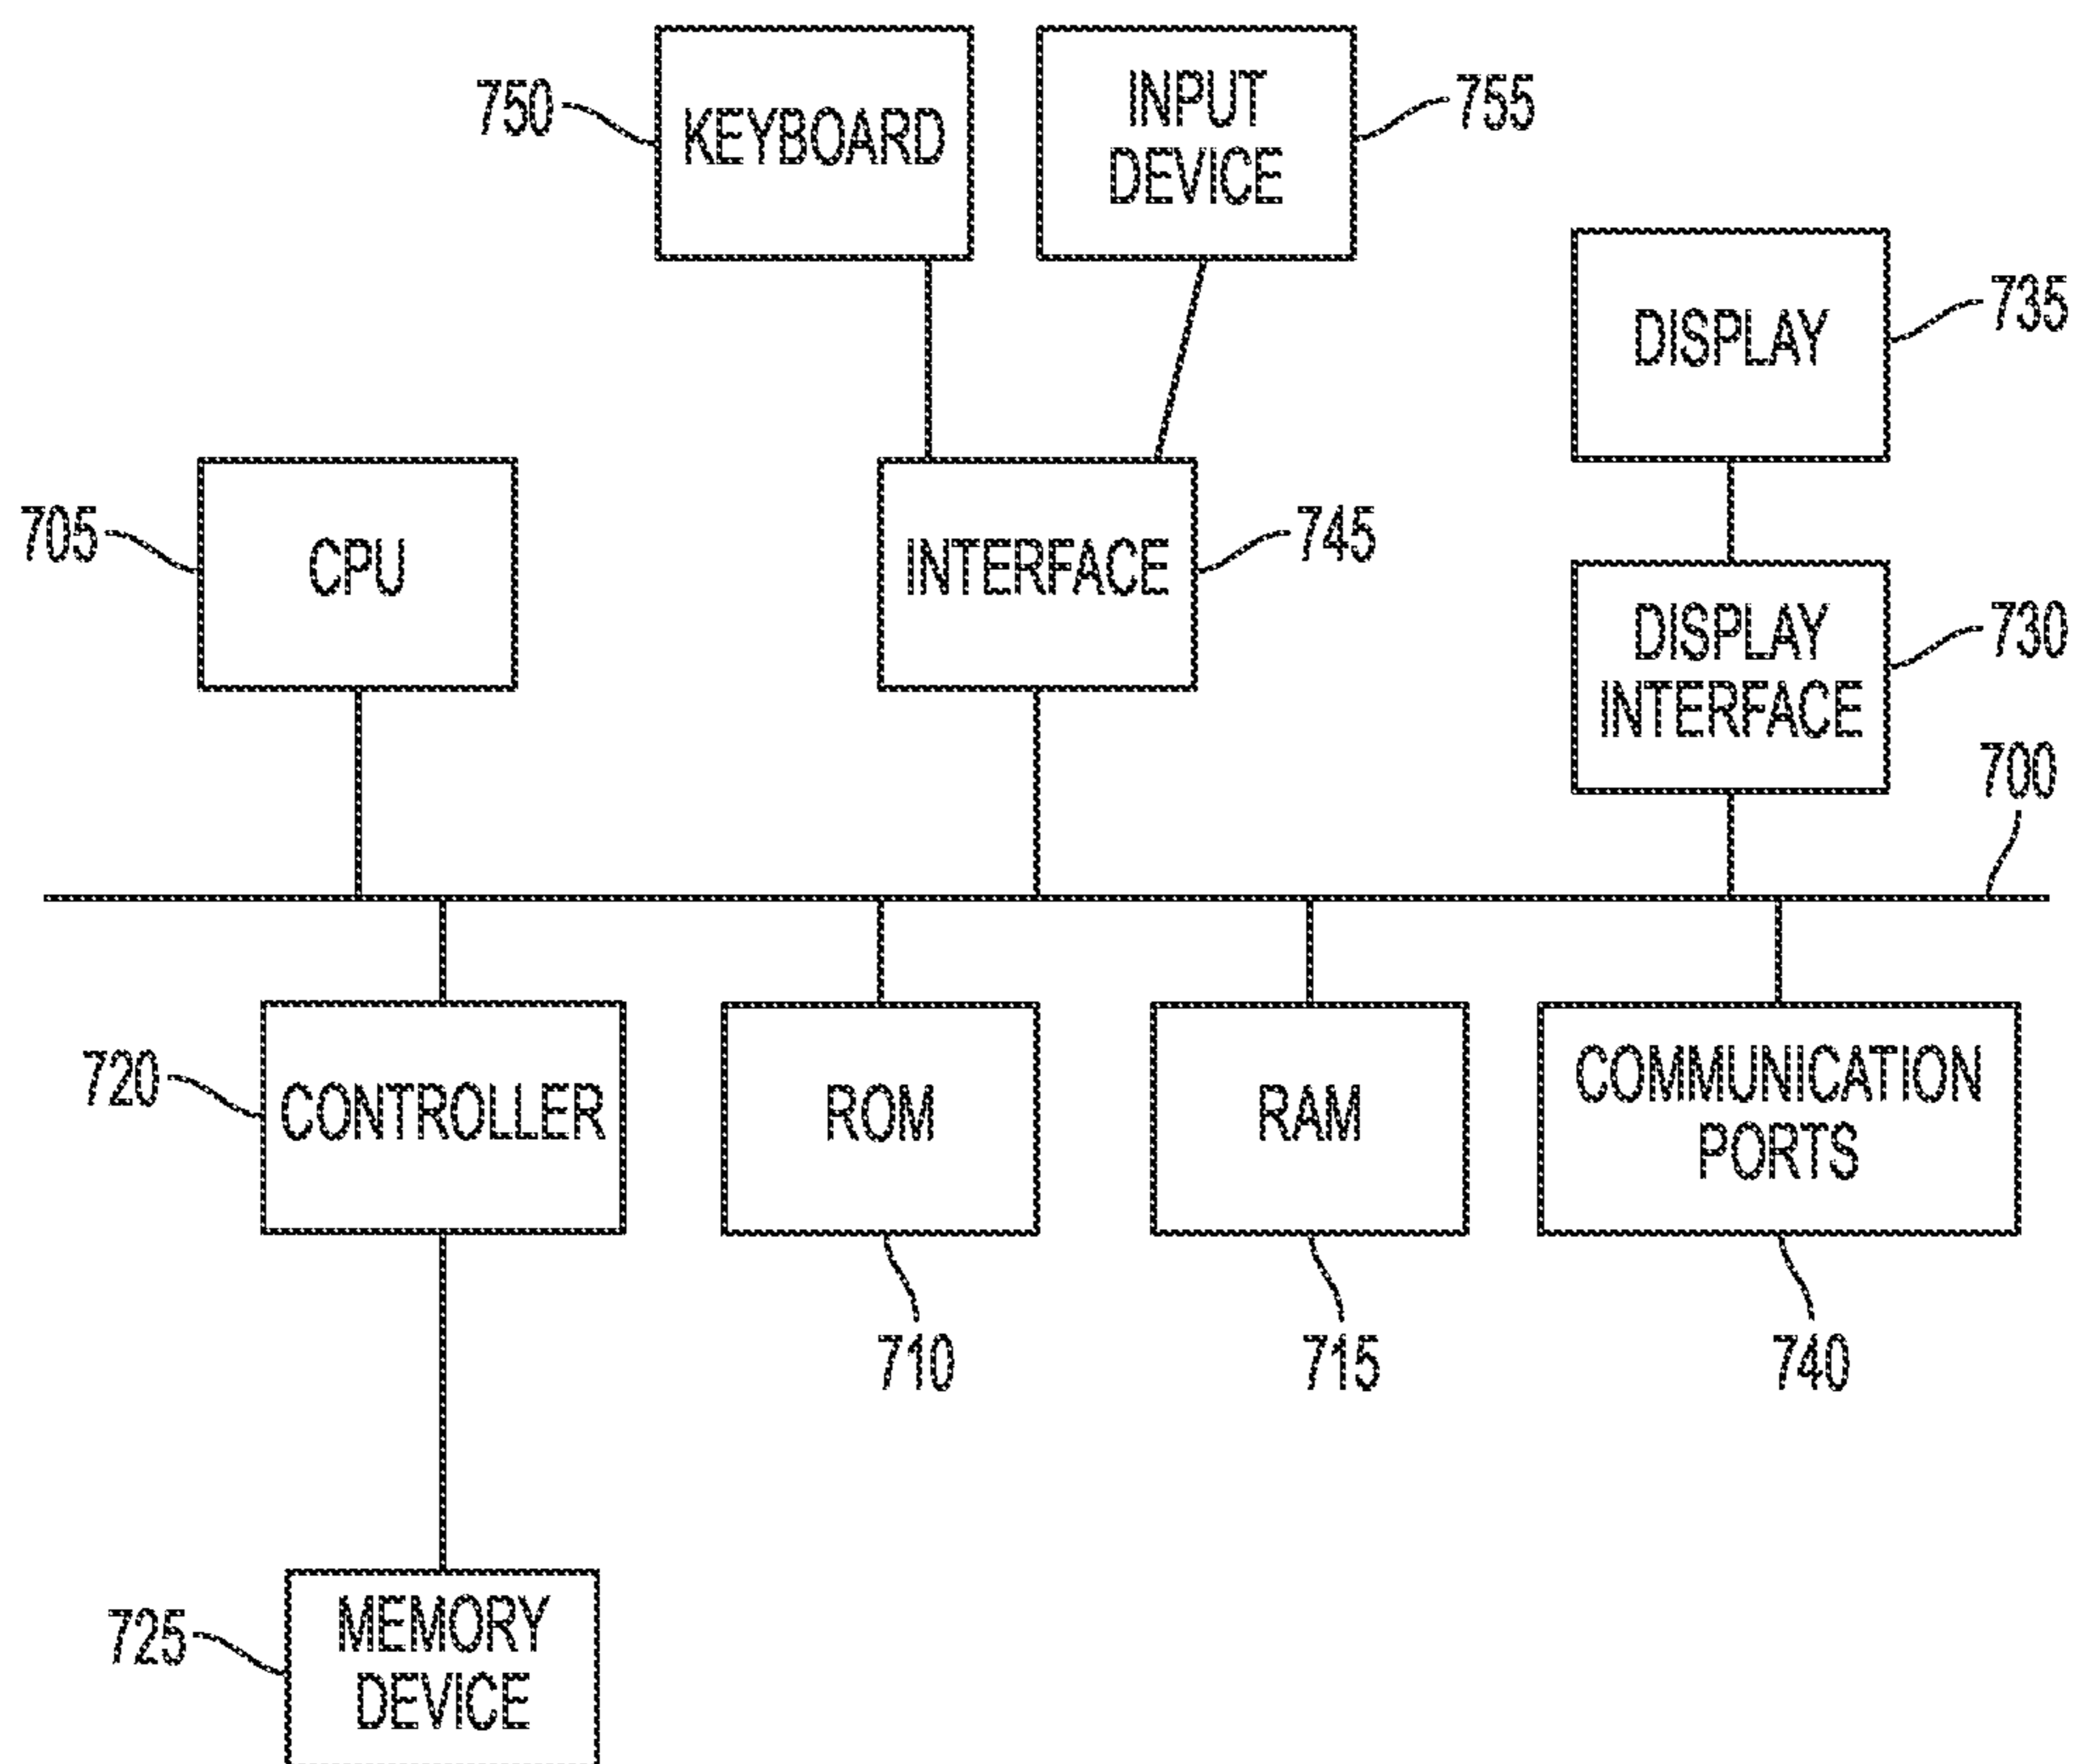 750
KEYBOARD
INPUT
DEVICE
755
DISPLAY
735
705
CPU
INTERFACE
745
DISPLAY
INTERFACE
730
700
720
CONTROLLER
ROM
RAM
COMMUNICATION
PORTS
710
715
740
725
MEMORY
DEVICE